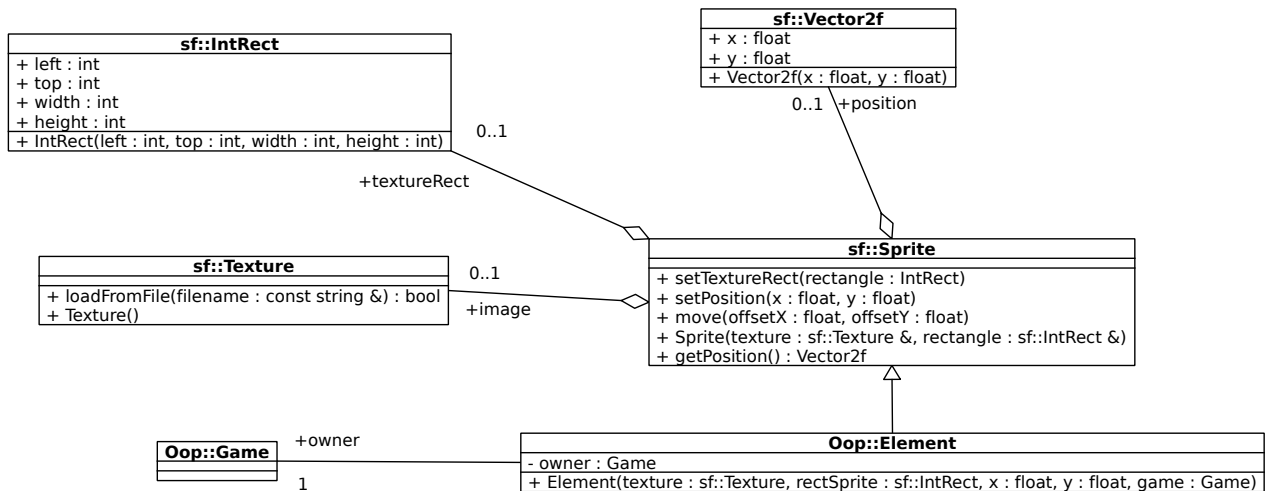 sf::Vector2f
+ x : float
+ y : float
+ Vector2f(x : float, y : float)
sf::IntRect
+ left : int
+ top : int
+ width : int
+ height : int
+ IntRect(left : int, top : int, width : int, height : int)
0..1 +position
0..1
+textureRect
sf::Texture
+ loadFromFile(filename : const string &) : bool
+ Texture()
0..1
+image
sf::Sprite
+ setTextureRect(rectangle : IntRect)
+ setPosition(x : float, y : float)
+ move(offsetX : float, offsetY : float)
+ Sprite(texture : sf::Texture &, rectangle : sf::IntRect &)
+ getPosition() : Vector2f
Oop::Game
+owner
1
Oop::Element
- owner : Game
+ Element(texture : sf::Texture, rectSprite : sf::IntRect, x : float, y : float, game : Game)